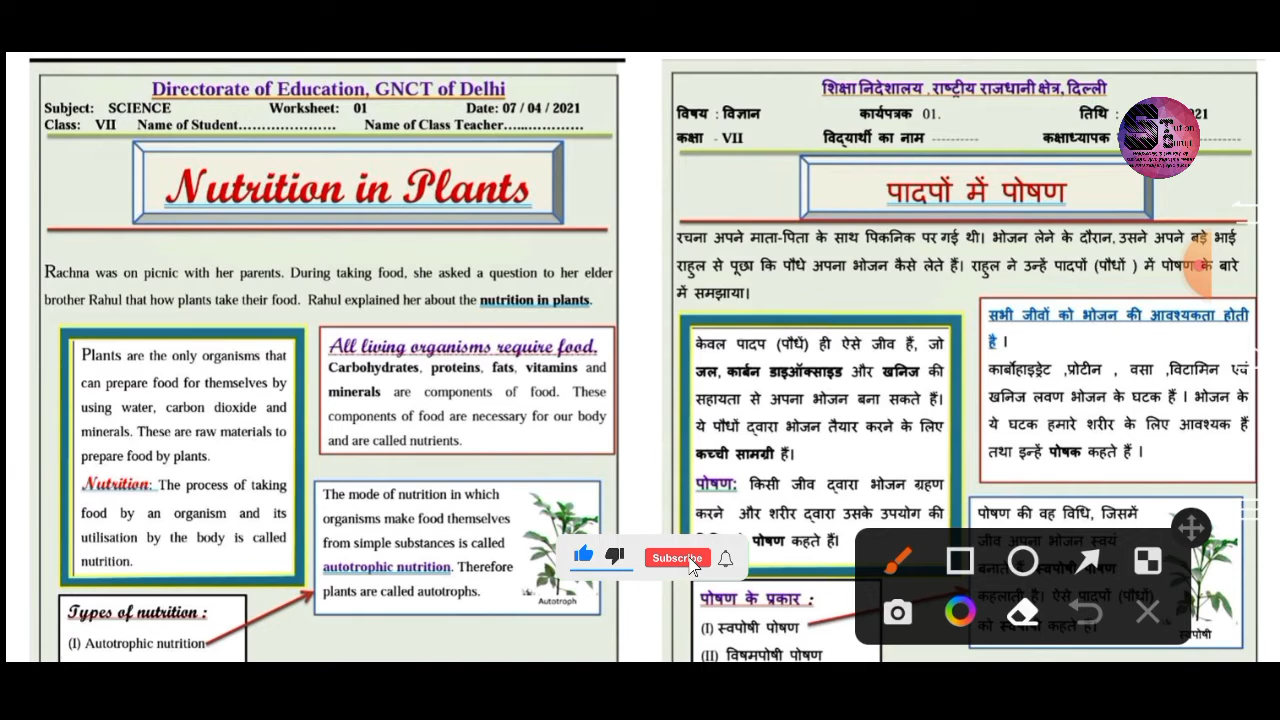 Directorate of Education, GNCT of Delhi
Subject: SCIENCE Worksheet: 01 Date: 07 / 04 / 2021
Class: VII Name of Student………………… Name of Class Teacher…...…………
Nutrition in Plants
Rachna was on picnic with her parents. During taking food, she asked a question to her elder
brother Rahul that how plants take their food. Rahul explained her about the nutrition in plants.
Plants are the only organisms that
can prepare food for themselves by
using water, carbon dioxide and
minerals. These are raw materials to
prepare food by plants.
Nutrition: The process of taking
food by an organism and its
utilisation by the body is called
nutrition.
All living organisms require food.
Carbohydrates, proteins, fats, vitamins and
minerals are components of food. These
components of food are necessary for our body
and are called nutrients.
The mode of nutrition in which
organisms make food themselves
from simple substances is called
autotrophic nutrition. Therefore
plants are called autotrophs.
Autotroph
Types of nutrition :
(I) Autotrophic nutrition
शिक्षा निदेशालय , राष्ट्रीय राजधानी क्षेत्र, दिल्ली
विषय : विज्ञान कार्यपत्रक 01. तिथि : 21
कक्षा - VII विद्यार्थी का नाम ---------- कक्षाध्यापक
पादपों में पोषण
रचना अपने माता-पिता के साथ पिकनिक पर गई थी। भोजन लेने के दौरान, उसने अपने बड़े भाई
राहुल से पूछा कि पौधे अपना भोजन कैसे लेते हैं। राहुल ने उन्हें पादपों (पौधों ) में पोषण के बारे
में समझाया।
केवल पादप (पौधें) ही ऐसे जीव हैं, जो
जल, कार्बन डाइऑक्साइड और खनिज की
सहायता से अपना भोजन बना सकते हैं।
ये पौधों द्वारा भोजन तैयार करने के लिए
कच्ची सामग्री हैं।
पोषण: किसी जीव द्वारा भोजन ग्रहण
करने और शरीर द्वारा उसके उपयोग की
पोषण कहते हैं।
सभी जीवों को भोजन की आवश्यकता होती
है ।
कार्बोहाइड्रेट ,प्रोटीन , वसा ,विटामिन एवं
खनिज लवण भोजन के घटक हैं । भोजन के
ये घटक हमारे शरीर के लिए आवश्यक हैं
तथा इन्हें पोषक कहते हैं ।
पोषण की वह विधि, जिसमें
जीव अपना भोजन स्वयं
बनाते हैं, स्वपोषी पोषण
कहलाती है। ऐसे पादपों (पौधों)
को स्वपोषी कहते हैं।
स्वपोषी
पोषण के प्रकार :
(I) स्वपोषी पोषण
(II) विषमपोषी पोषण
Subscribe